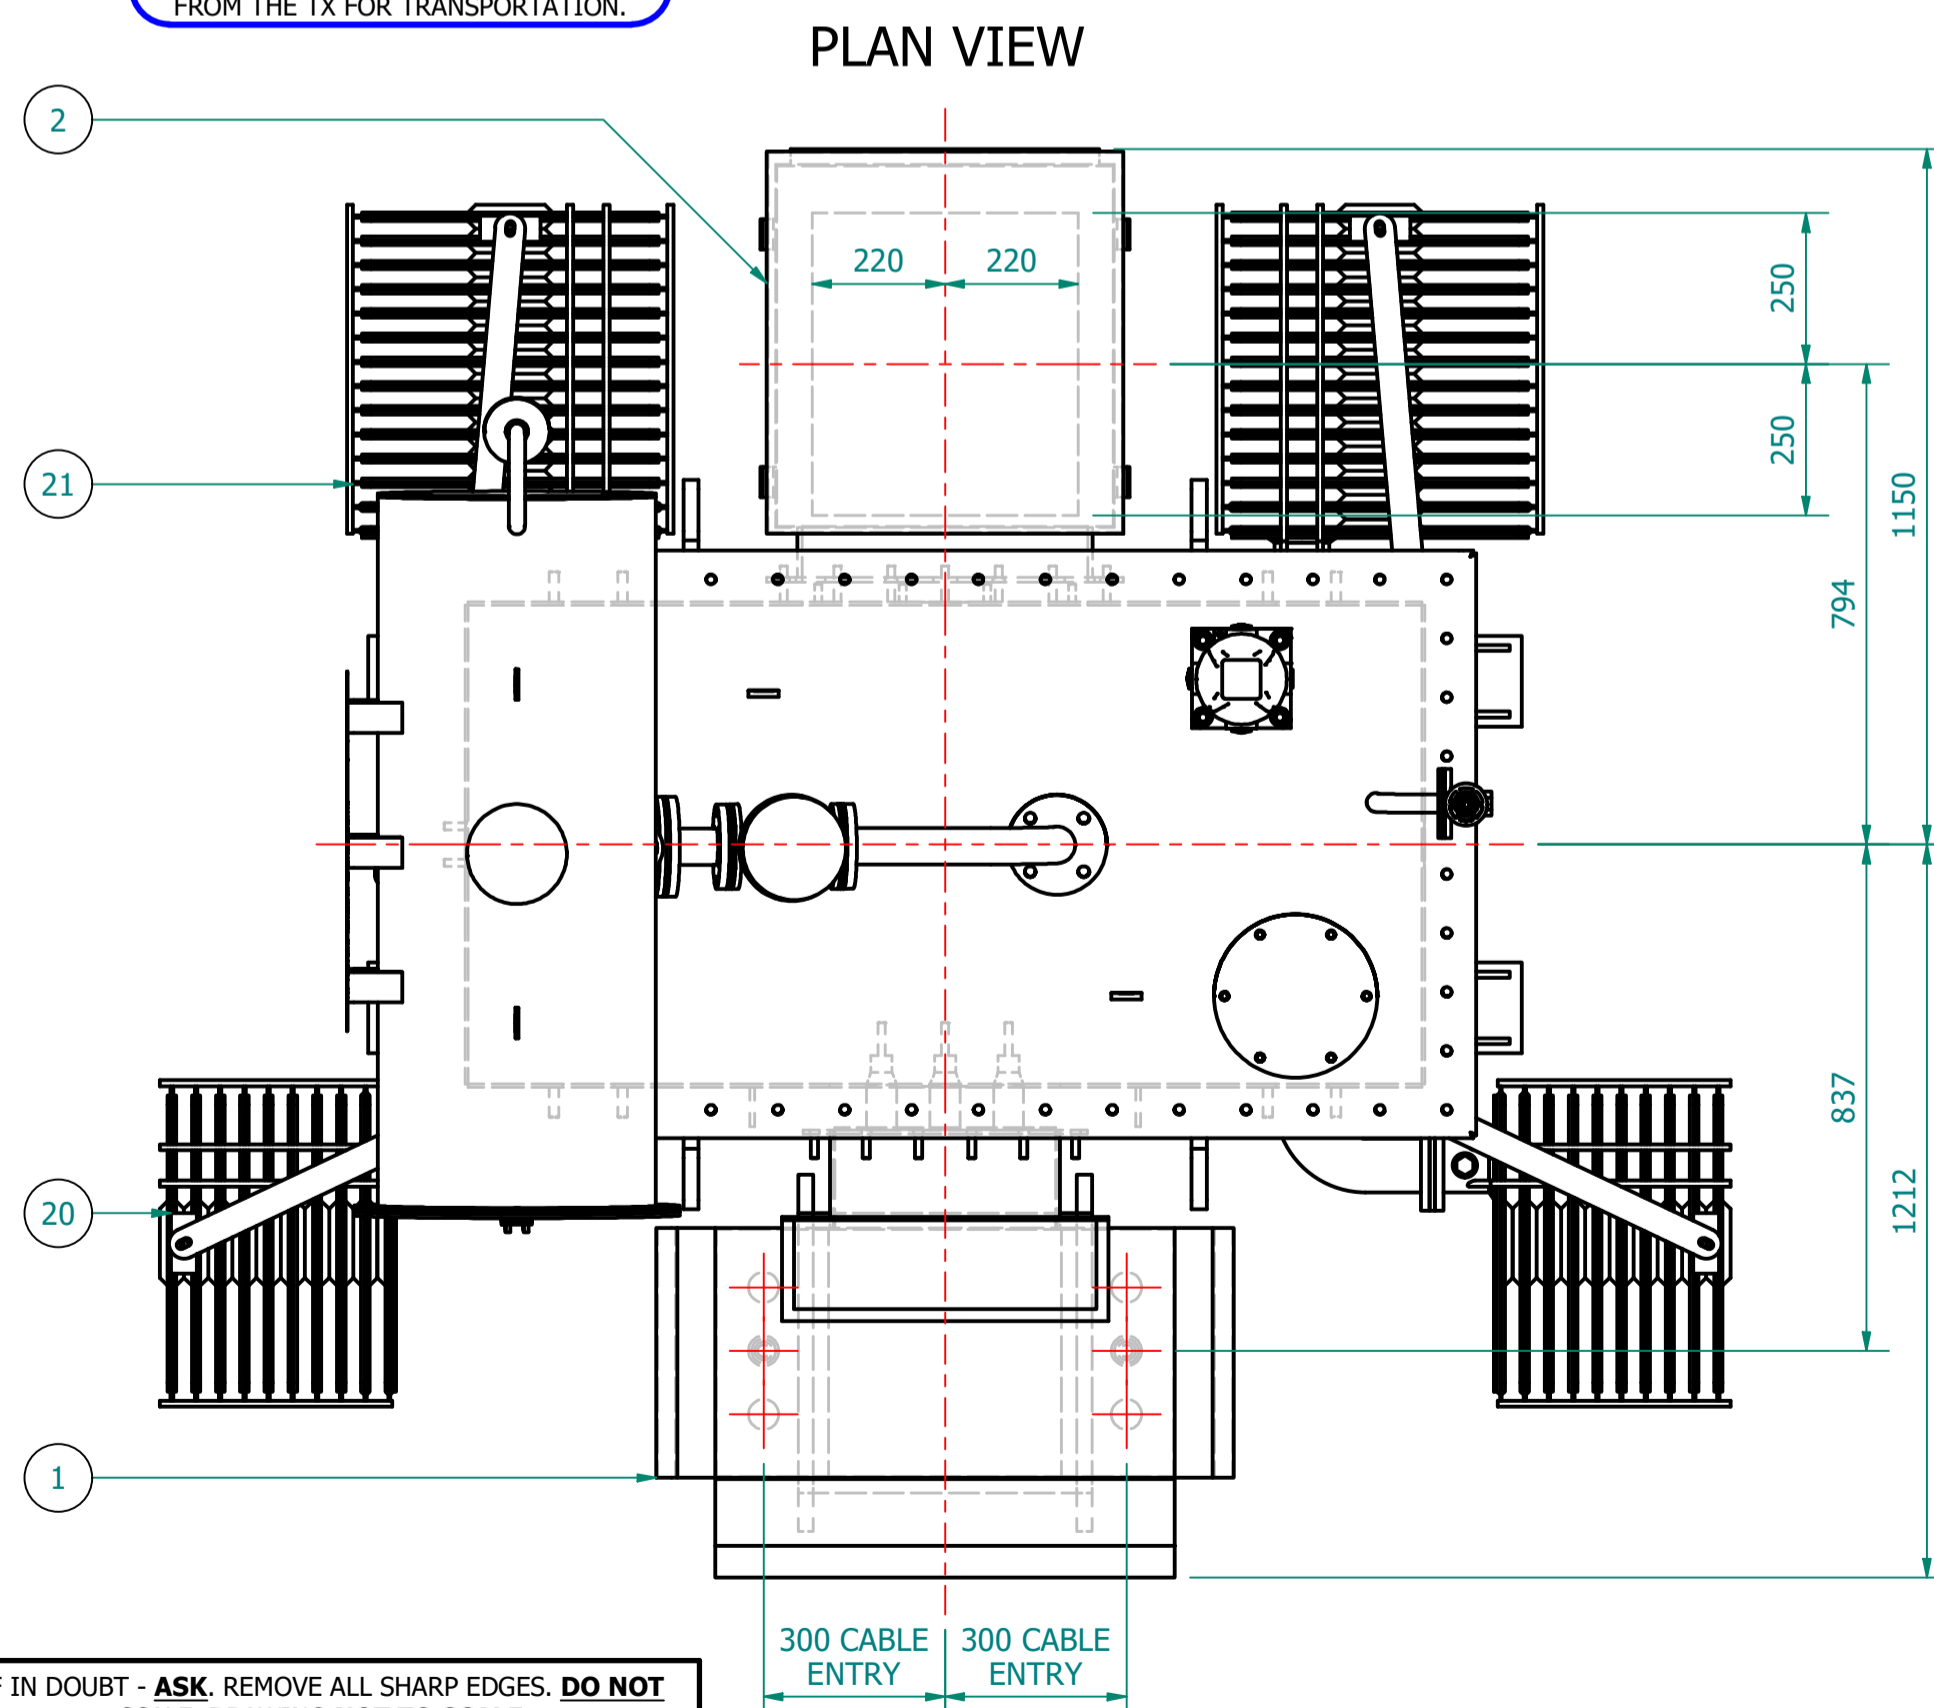 FROM THE TX FOR TRANSPORTATION.
PLAN VIEW
2
220
220
250
250
1150
21
794
837
1212
20
1
300 CABLE ENTRY
300 CABLE ENTRY
IN DOUBT - ASK. REMOVE ALL SHARP EDGES. DO NOT